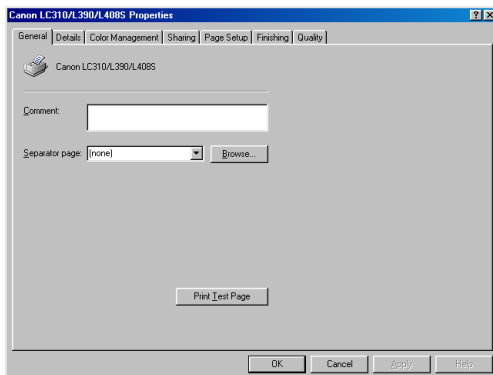 Canon LC310/L390/L408S Properties
General Details Color Management Sharing Page Setup Finishing Quality
Canon LC310/L390/L408S
Comment:
Separator page: (none) Browse...
Print Test Page
OK Cancel Apply Help